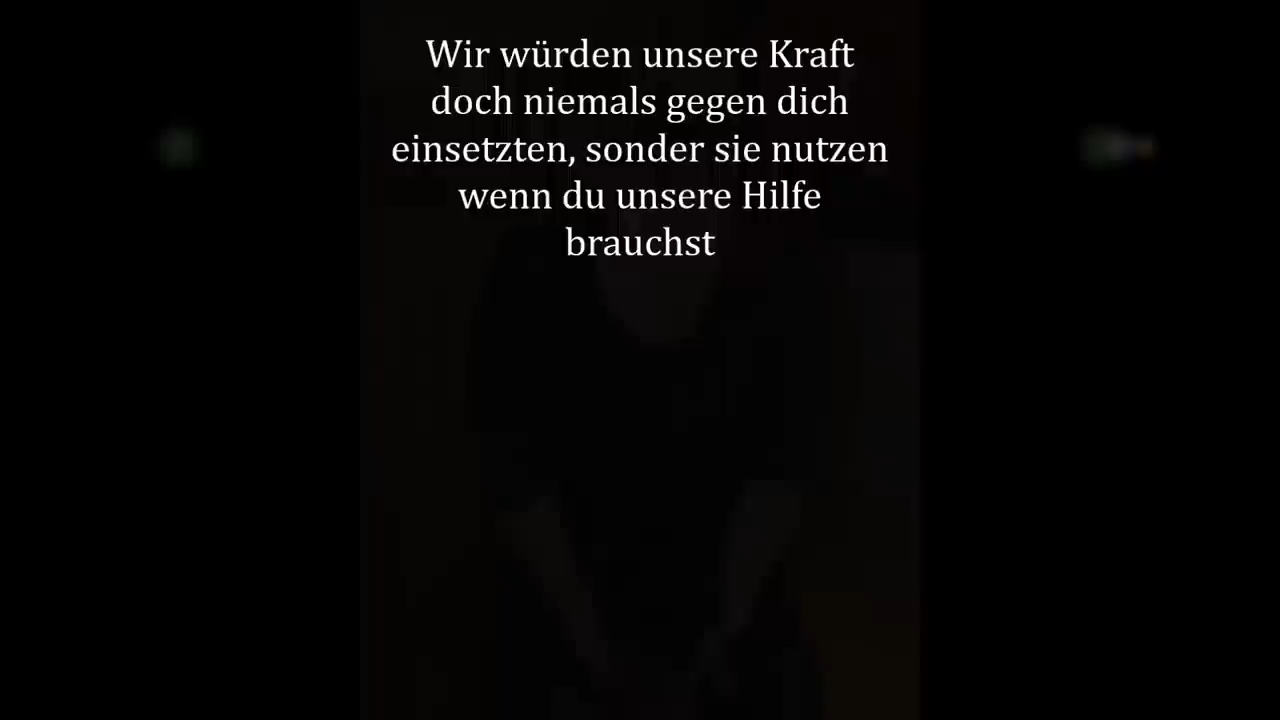 Wir würden unsere Kraft
doch niemals gegen dich
einsetzten, sonder sie nutzen
wenn du unsere Hilfe
brauchst